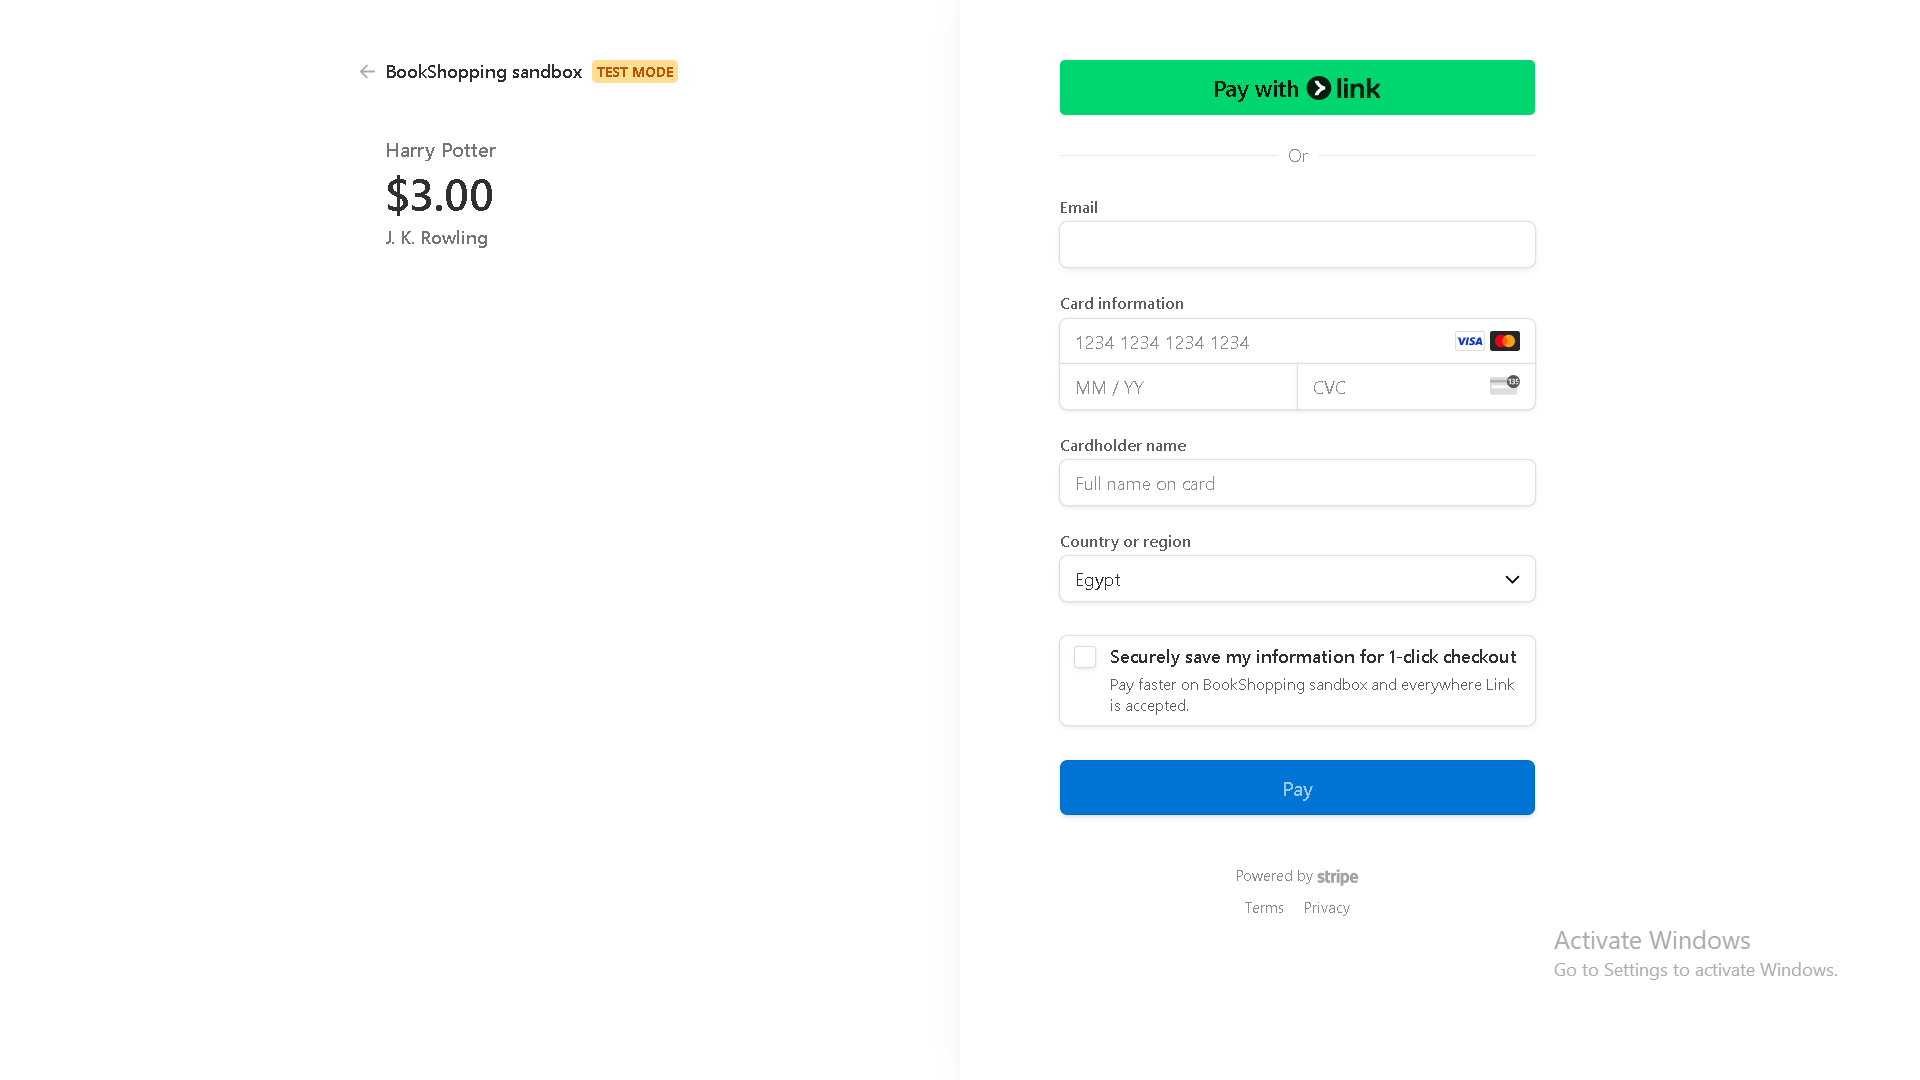 BookShopping sandbox TEST MODE
Harry Potter
$3.00
J. K. Rowling
Pay with link
Or
Email
Card information
1234 1234 1234 1234 VISA
MM / YY CVC 135
Cardholder name
Full name on card
Country or region
Egypt
Securely save my information for 1-click checkout
Pay faster on BookShopping sandbox and everywhere Link
is accepted.
Pay
Powered by stripe
Terms Privacy
Activate Windows
Go to Settings to activate Windows.